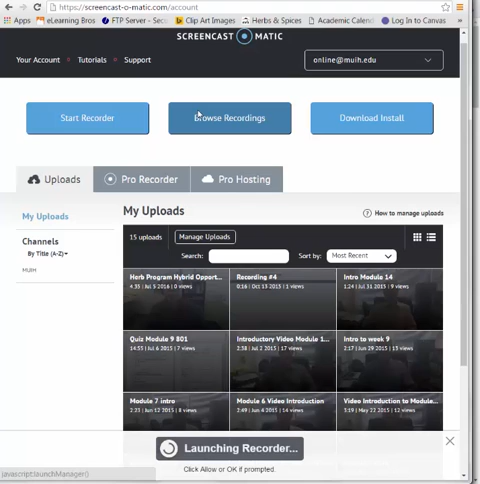 https://screencast-o-matic.com/account
Apps eLearning Bros FTP Server - Secu Clip Art Images Herbs & Spices Academic Calend Log In to Canvas »
SCREENCAST MATIC
Your Account Tutorials Support
online@muih.edu
Start Recorder Browse Recordings Download Install
Uploads Pro Recorder Pro Hosting
My Uploads
Channels
By Title (A-Z)
MUIH
My Uploads
? How to manage uploads
15 uploads Manage Uploads
Search: Sort by: Most Recent
Herb Program Hybrid Opport...
4:35 | Jul 5 2016 | 0 views
Recording #4
0:16 | Oct 13 2015 | 1 views
Intro Module 14
1:24 | Jul 31 2015 | 9 views
Quiz Module 9 801
14:55 | Jul 6 2015 | 7 views
Introductory Video Module 1...
2:58 | Jul 2 2015 | 17 views
Intro to week 9
2:17 | Jun 29 2015 | 13 views
Module 7 intro
2:23 | Jun 12 2015 | 8 views
Module 6 Video Introduction
2:49 | Jun 4 2015 | 14 views
Video Introduction to Module...
3:19 | May 22 2015 | 12 views
Launching Recorder...
Click Allow or OK if prompted.
javascript:launchManager()